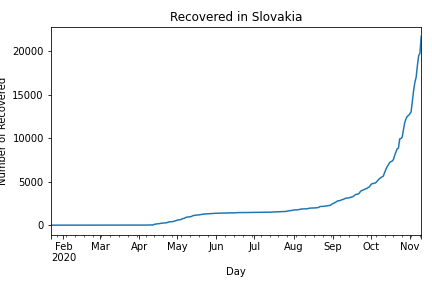 Recovered in Slovakia
Number of Recovered
20000
15000
10000
5000
0
Feb Mar Apr May Jun Jul Aug Sep Oct Nov
2020
Day